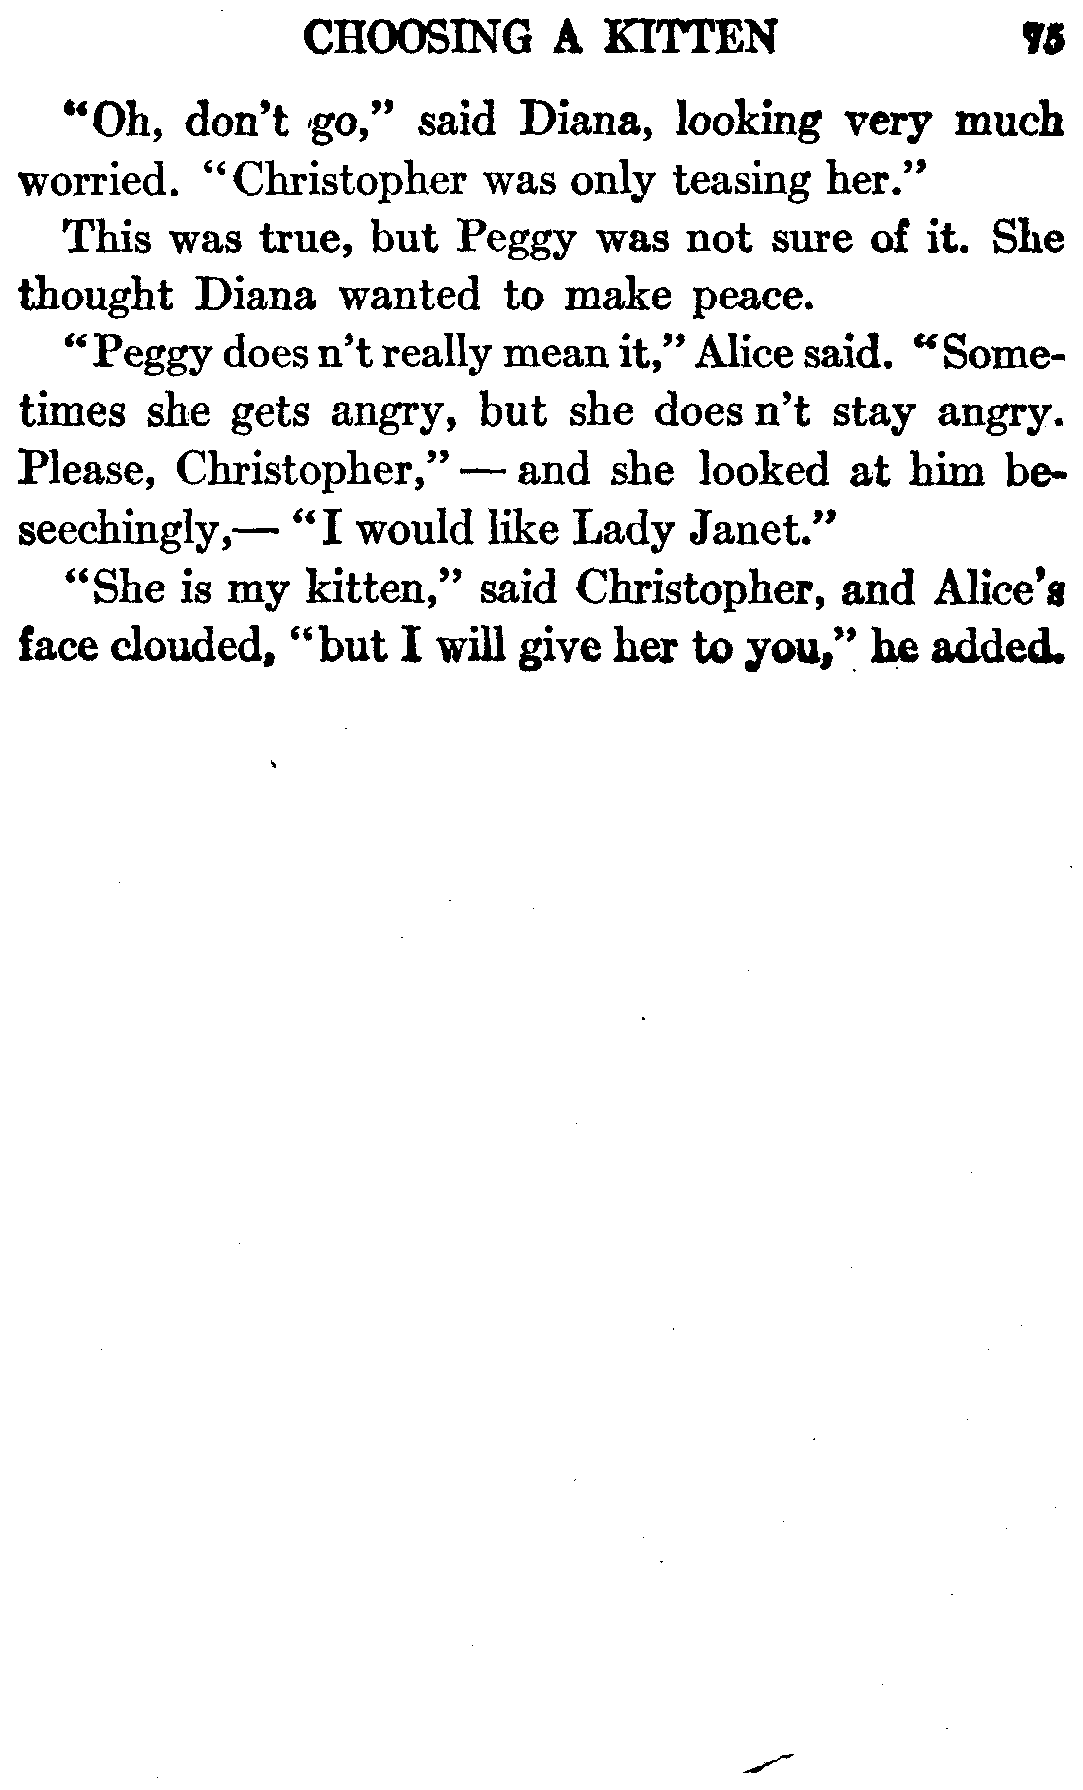 CHOOSING A KITTEN 75
“Oh, don’t go,” said Diana, looking very much
worried. “Christopher was only teasing her.”
This was true, but Peggy was not sure of it. She
thought Diana wanted to make peace.
“Peggy does n’t really mean it,” Alice said. “Some-
times she gets angry, but she does n’t stay angry.
Please, Christopher,” — and she looked at him be-
seechingly,— “I would like Lady Janet.”
“She is my kitten,” said Christopher, and Alice’s
face clouded, “but I will give her to you,” he added.